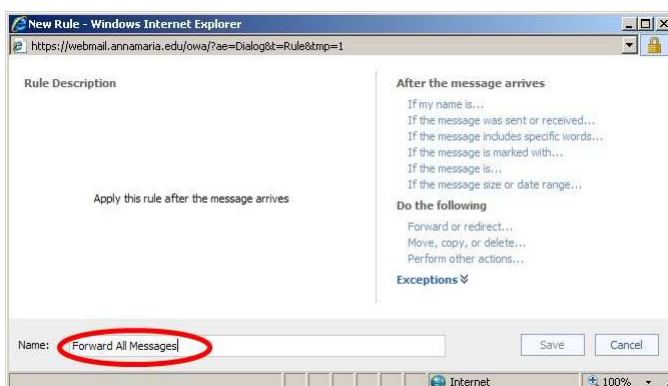 New Rule - Windows Internet Explorer
https://webmail.annamaria.edu/owa/?ae=Dialog&t=Rule&tmp=1
Rule Description
Apply this rule after the message arrives
After the message arrives
If my name is...
If the message was sent or received...
If the message includes specific words...
If the message is marked with...
If the message is...
If the message size or date range...
Do the following
Forward or redirect...
Move, copy, or delete...
Perform other actions...
Exceptions
Name: Forward All Messages
Save Cancel
Internet 100%